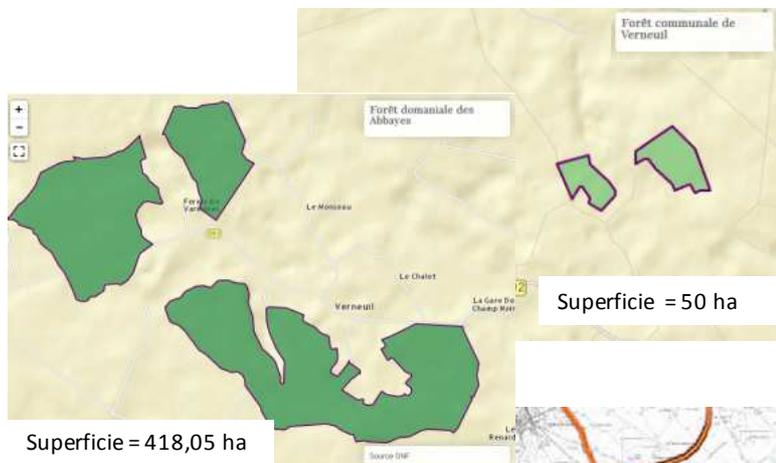 Forêt communale de
Verneuil
+
−
Forêt domaniale des
Abbayes
Le Monceau
Le Chalet
Verneuil
La Gare De
Champ Noir
Superficie = 50 ha
Superficie = 418,05 ha
Source ONF